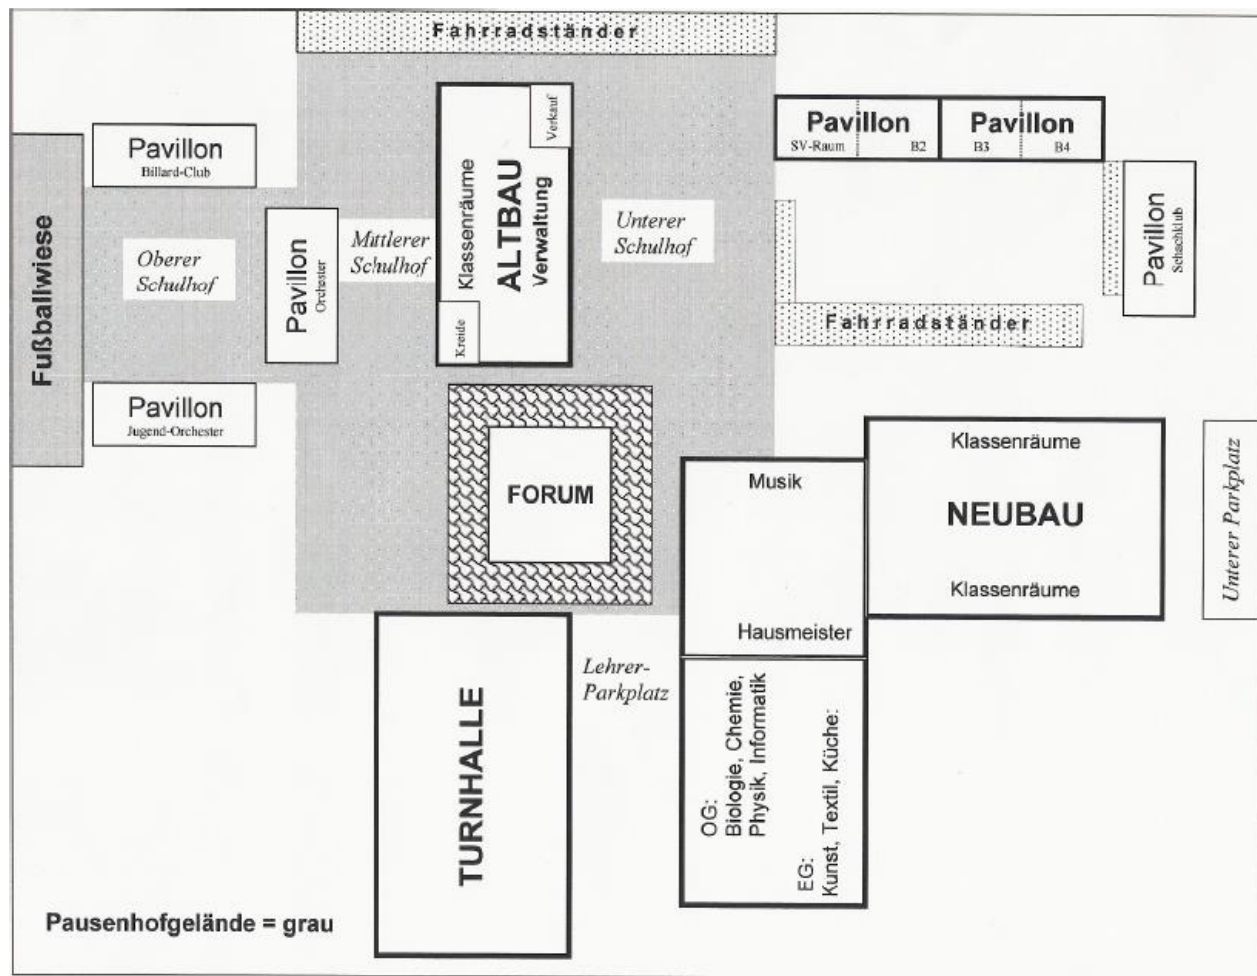 Fahrradständer
Pavillon
Billard-Club
Fußballwiese
Oberer
Schulhof
Pavillon
Orchester
Pavillon
Jugend-Orchester
Mittlerer
Schulhof
Klassenräume
ALTBAU
Verwaltung
Verkauf
Kreide
Unterer
Schulhof
Pavillon
SV-Raum B2
Pavillon
B3 B4
Pavillon
Schachklub
Fahrradständer
FORUM
Musik
Hausmeister
Klassenräume
NEUBAU
Klassenräume
Unterer Parkplatz
TURNHALLE
Lehrer-
Parkplatz
OG:
Biologie, Chemie,
Physik, Informatik
EG:
Kunst, Textil, Küche:
Pausenhofgelände = grau